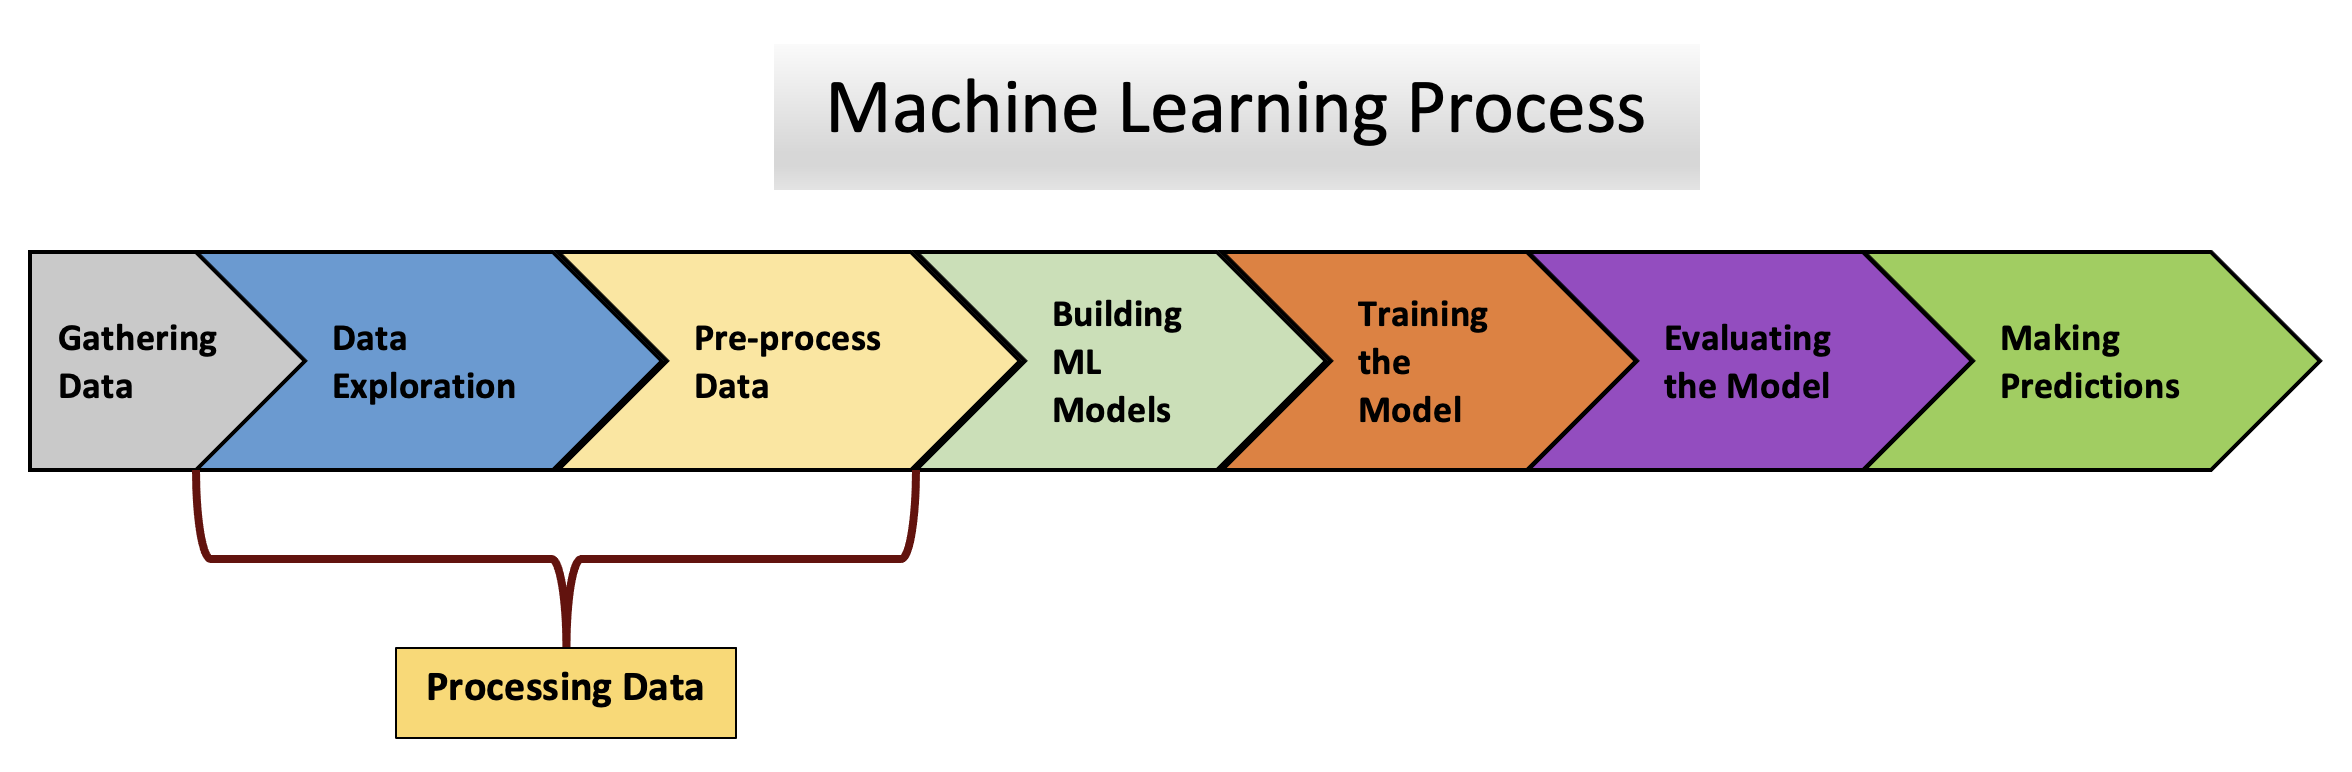 Machine Learning Process
Gathering
Data
Data
Exploration
Pre-process
Data
Building
ML
Models
Training
the
Model
Evaluating
the Model
Making
Predictions
Processing Data